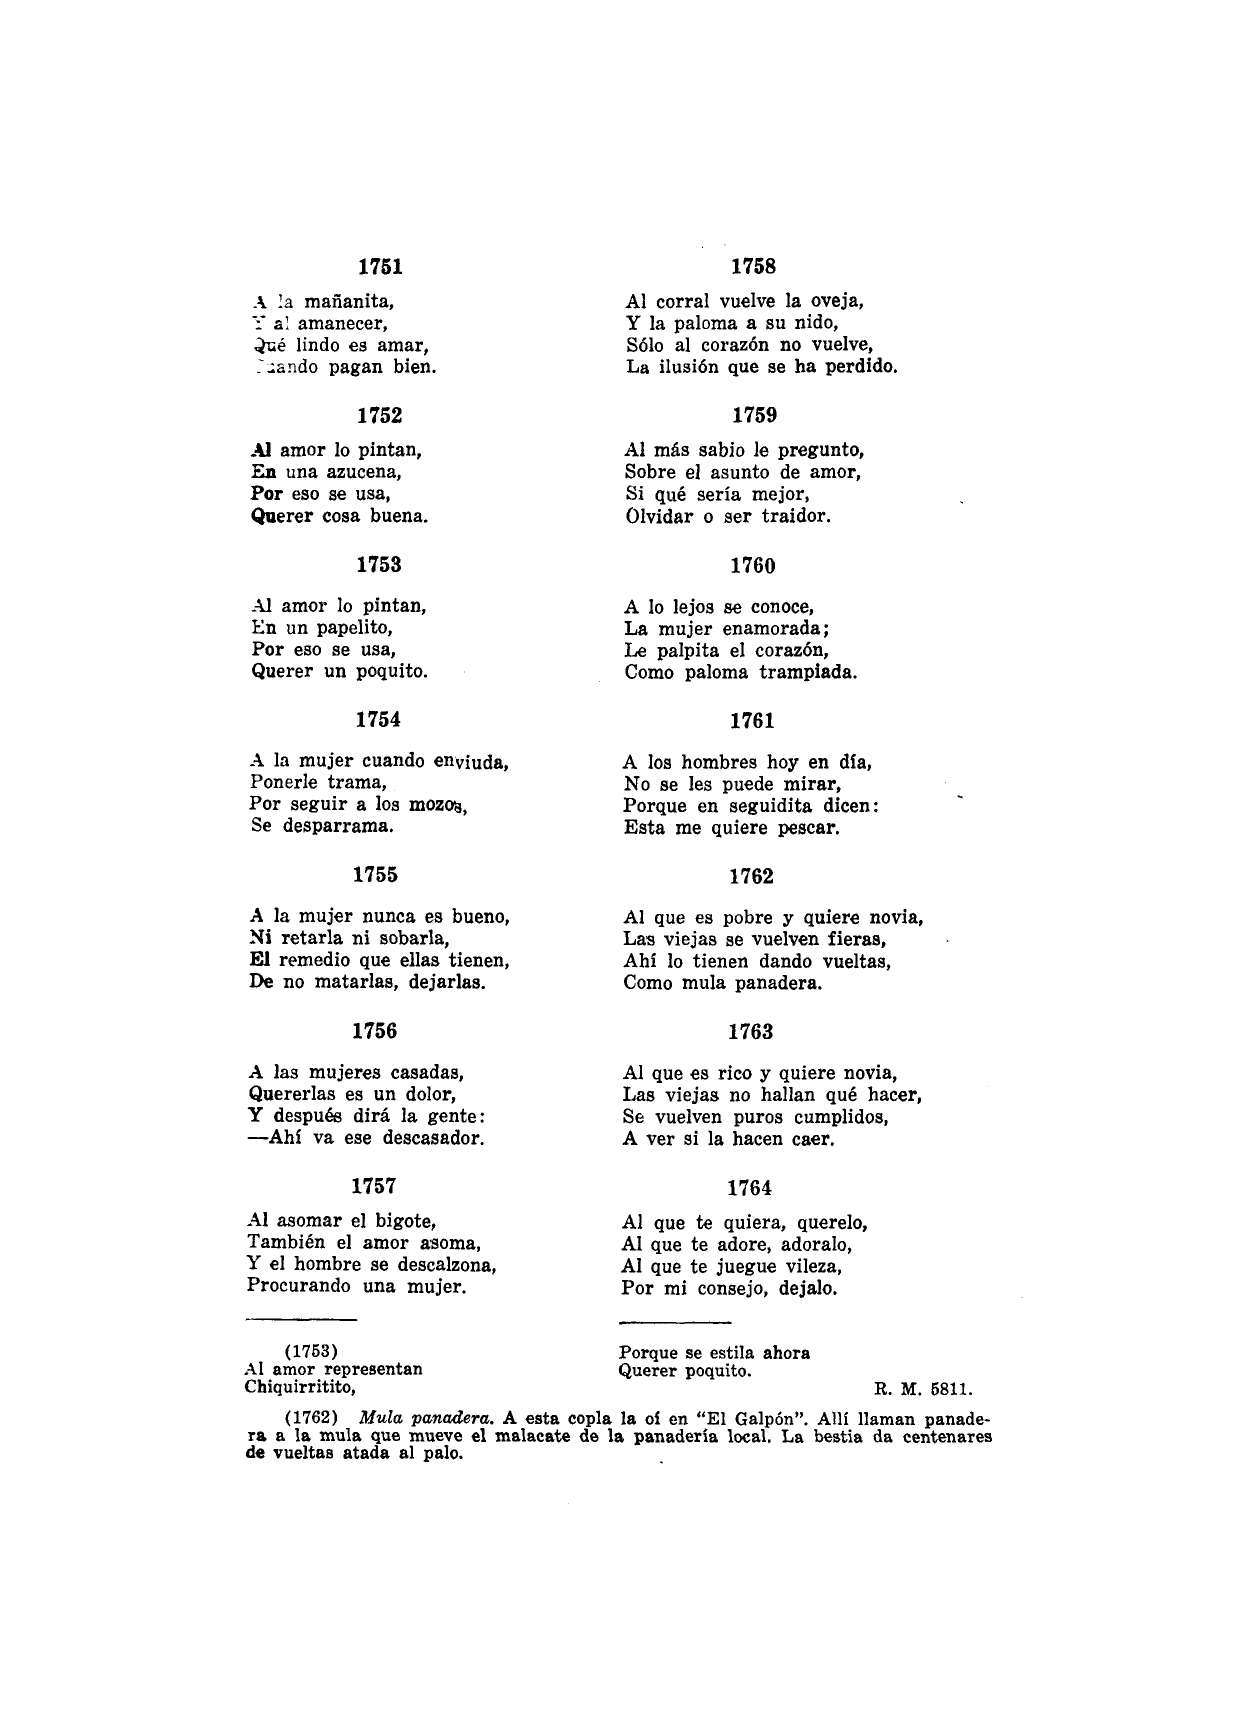 1751
A la mañanita,
Y al amanecer,
Qué lindo es amar,
Cuando pagan bien.
1752
Al amor lo pintan,
En una azucena,
Por eso se usa,
Querer cosa buena.
1753
Al amor lo pintan,
En un papelito,
Por eso se usa,
Querer un poquito.
1754
A la mujer cuando enviuda,
Ponerle trama,
Por seguir a los mozos,
Se desparrama.
1755
A la mujer nunca es bueno,
Ni retarla ni sobarla,
El remedio que ellas tienen,
De no matarlas, dejarlas.
1756
A las mujeres casadas,
Quererlas es un dolor,
Y después dirá la gente:
—Ahí va ese descasador.
1757
Al asomar el bigote,
También el amor asoma,
Y el hombre se descalzona,
Procurando una mujer.
1758
Al corral vuelve la oveja,
Y la paloma a su nido,
Sólo al corazón no vuelve,
La ilusión que se ha perdido.
1759
Al más sabio le pregunto,
Sobre el asunto de amor,
Si qué sería mejor,
Olvidar o ser traidor.
1760
A lo lejos se conoce,
La mujer enamorada;
Le palpita el corazón,
Como paloma trampiada.
1761
A los hombres hoy en día,
No se les puede mirar,
Porque en seguidita dicen:
Esta me quiere pescar.
1762
Al que es pobre y quiere novia,
Las viejas se vuelven fieras,
Ahí lo tienen dando vueltas,
Como mula panadera.
1763
Al que es rico y quiere novia,
Las viejas no hallan qué hacer,
Se vuelven puros cumplidos,
A ver si la hacen caer.
1764
Al que te quiera, querelo,
Al que te adore, adoralo,
Al que te juegue vileza,
Por mi consejo, dejalo.
(1753)
Al amor representan
Chiquirritito,
Porque se estila ahora
Querer poquito.
R. M. 5811.
(1762) Mula panadera. A esta copla la oí en “El Galpón”. Allí llaman panade-
ra a la mula que mueve el malacate de la panadería local. La bestia da centenares
de vueltas atada al palo.